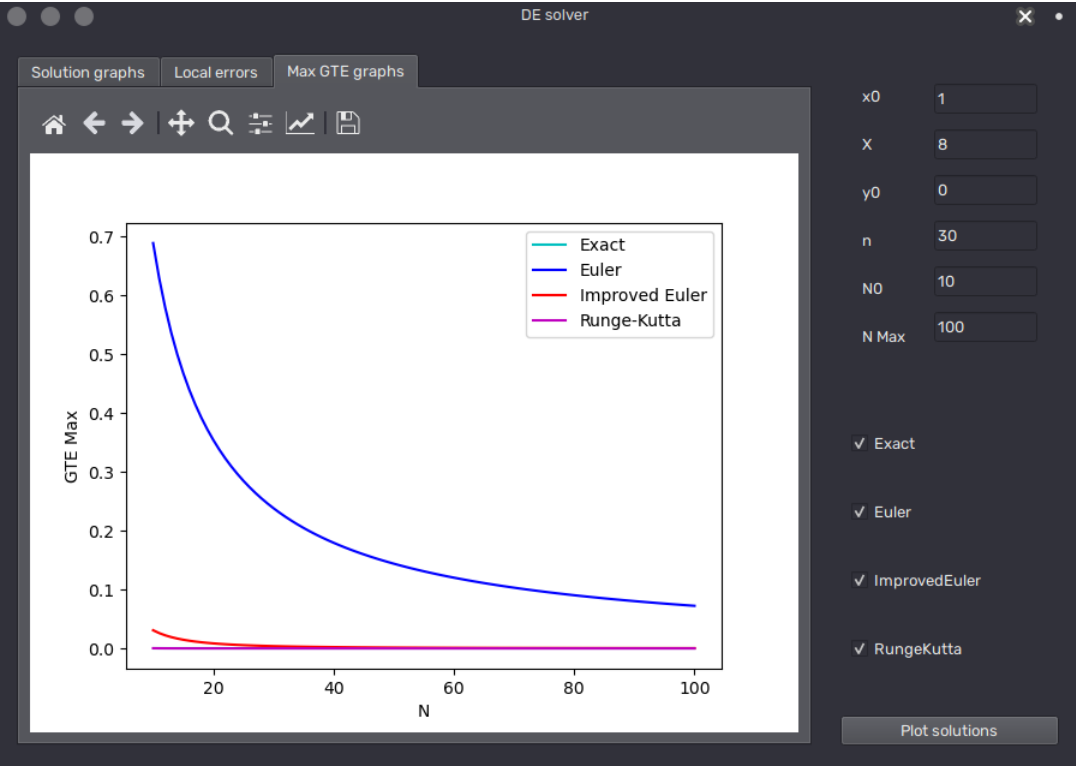 DE solver
Solution graphs
Local errors
Max GTE graphs
0.7
0.6
0.5
0.4
0.3
0.2
0.1
0.0
GTE Max
20
40
60
80
100
N
Exact
Euler
Improved Euler
Runge-Kutta
x0
1
X
8
y0
0
n
30
N0
10
N Max
100
Exact
Euler
ImprovedEuler
RungeKutta
Plot solutions